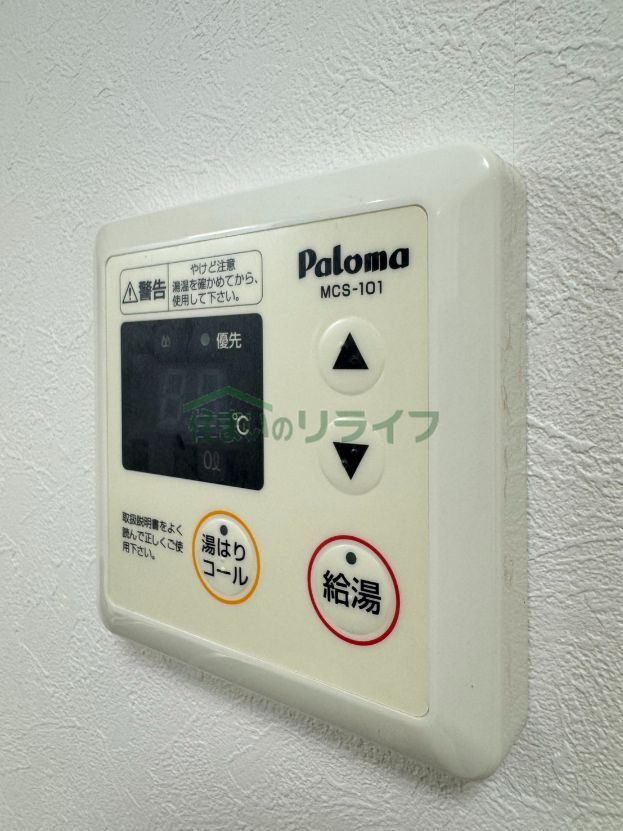 Paloma
MCS-101
警告
やけど注意
湯温を確かめてから、
使用して下さい。
優先
88
℃
0ℓ
住まいのリライフ
取扱説明書をよく
読んで正しくご使
用下さい。
湯はり
コール
給湯